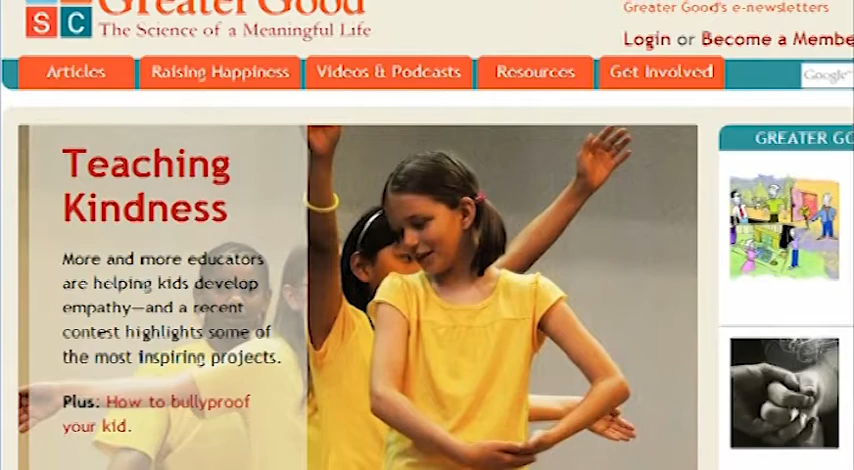 Greater Good
S C
The Science of a Meaningful Life
Greater Good's e-newsletters
Login or Become a Membe
Articles
Raising Happiness
Videos & Podcasts
Resources
Get Involved
Google™
GREATER GO
Teaching
Kindness
More and more educators
are helping kids develop
empathy—and a recent
contest highlights some of
the most inspiring projects.
Plus: How to bullyproof
your kid.